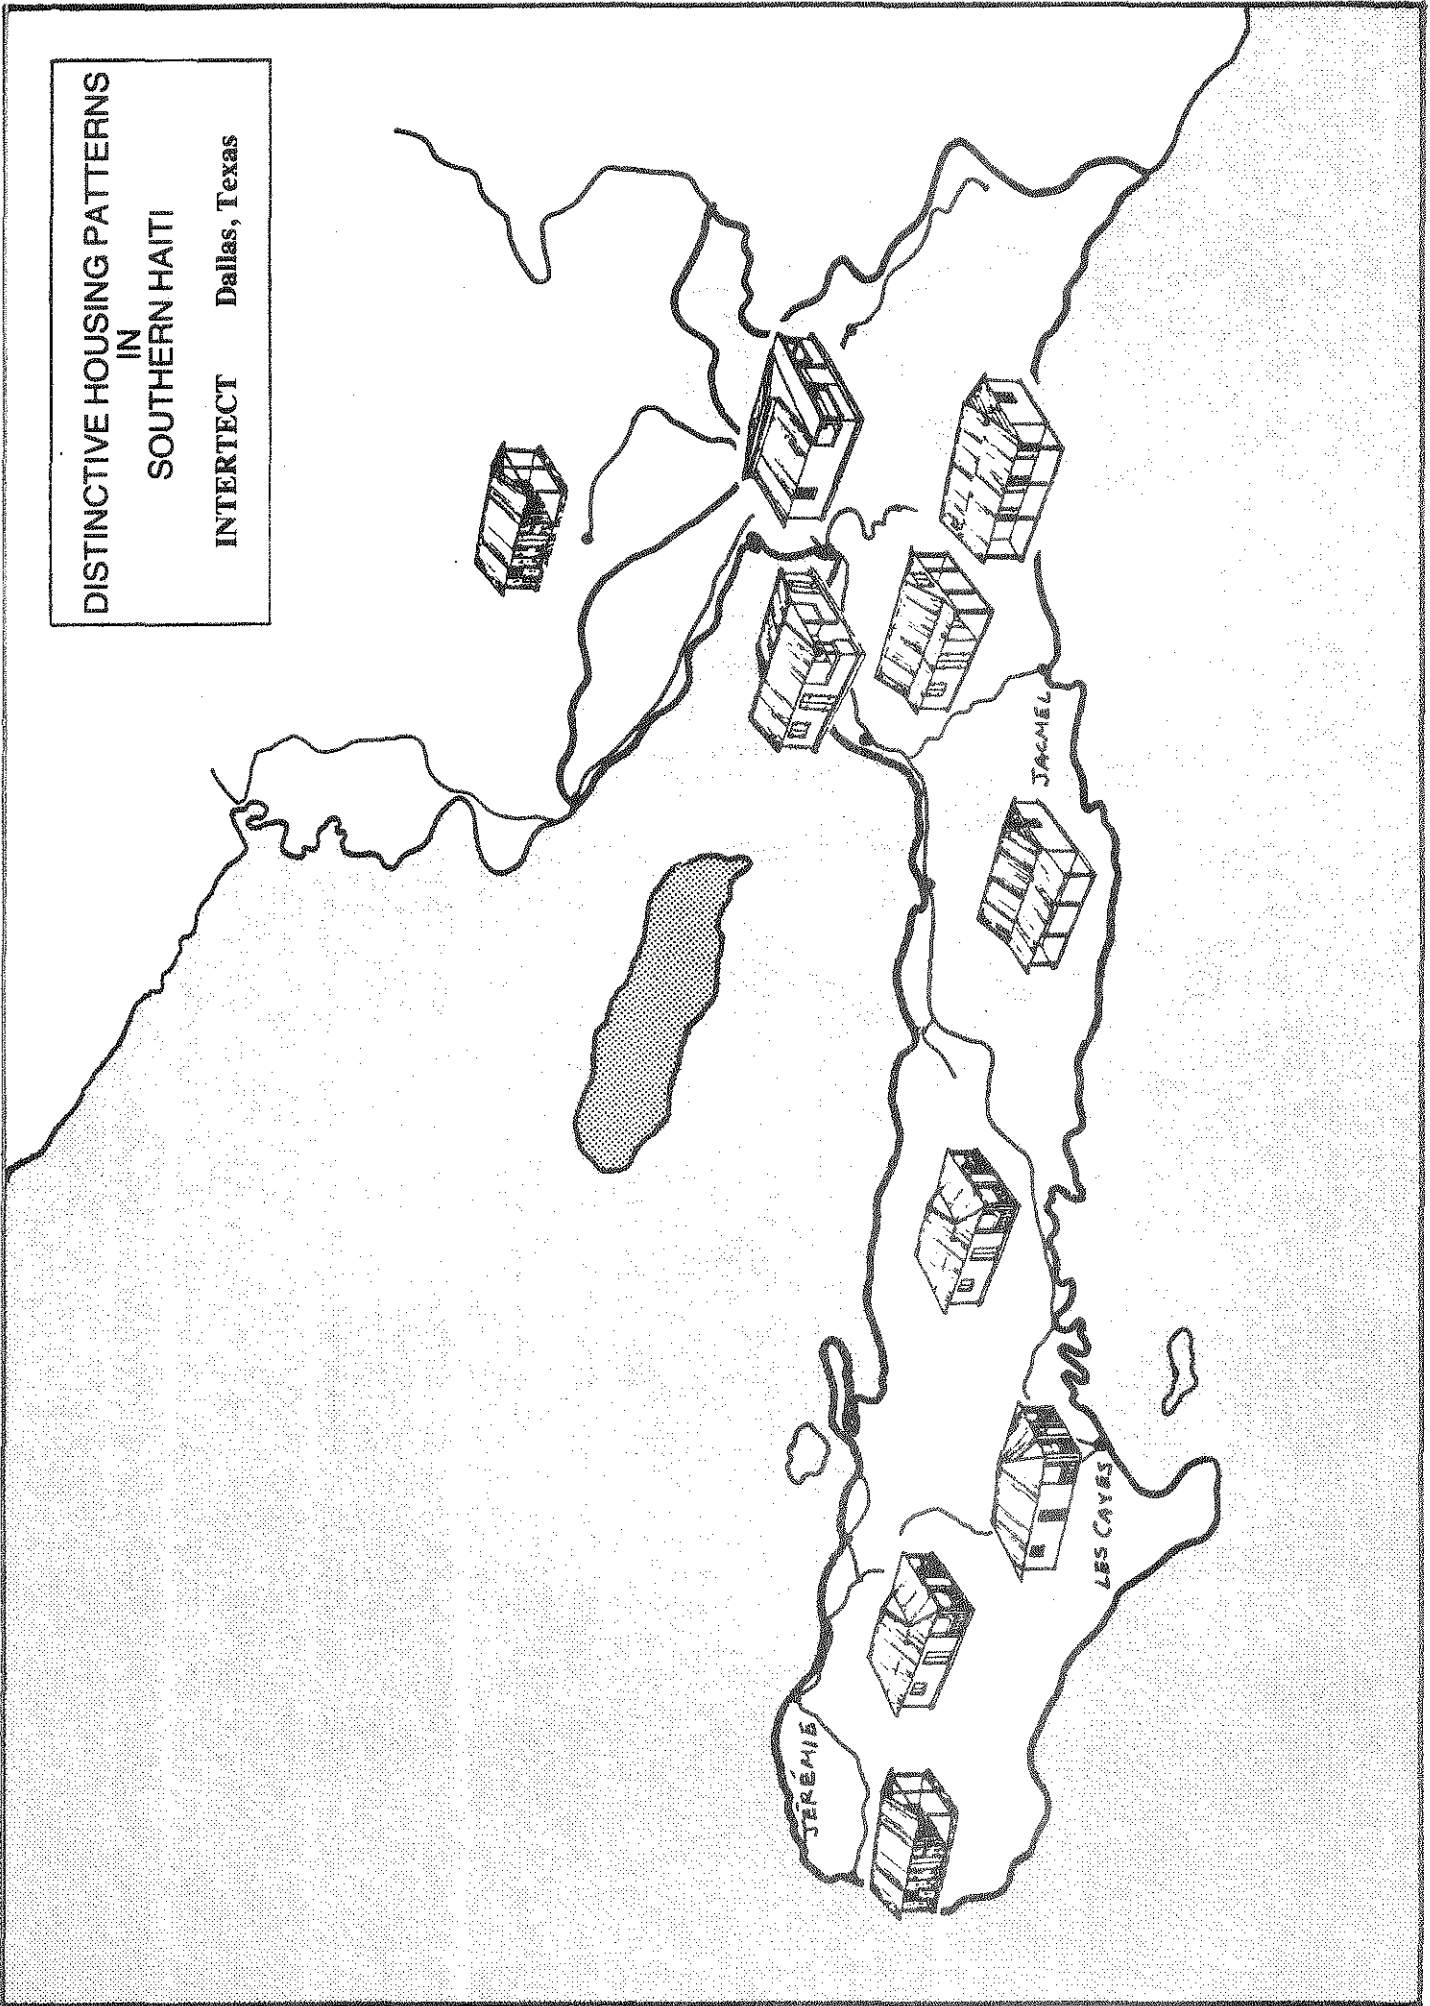 DISTINCTIVE HOUSING PATTERNS
IN
SOUTHERN HAITI
INTERTECT Dallas, Texas
JACMEL
LES CAYES
JÉRÉMIE